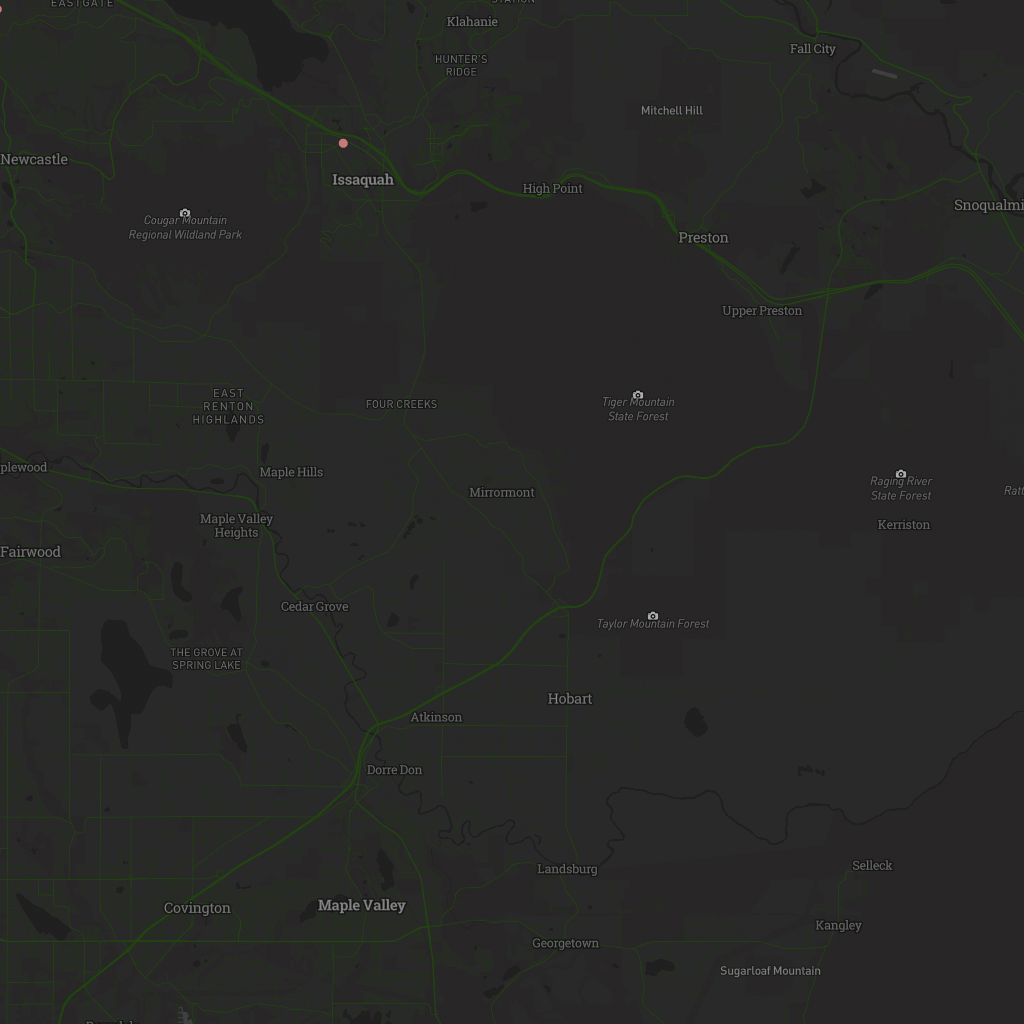 EASTGATE
Klahanie
HUNTER'S
RIDGE
Fall City
Mitchell Hill
Newcastle
Issaquah
High Point
Cougar Mountain
Regional Wildland Park
Snoqualmi
Preston
Upper Preston
EAST
RENTON
HIGHLANDS
FOUR CREEKS
Tiger Mountain
State Forest
plewood
Maple Hills
Mirrormont
Raging River
State Forest
Ratt
Kerriston
Maple Valley
Heights
Fairwood
Cedar Grove
Taylor Mountain Forest
THE GROVE AT
SPRING LAKE
Hobart
Atkinson
Dorre Don
Landsburg
Selleck
Covington
Maple Valley
Kangley
Georgetown
Sugarloaf Mountain